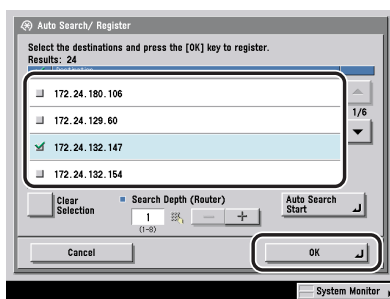 Auto Search/ Register
Select the destinations and press the [OK] key to register.
Results: 24
172.24.180.106
172.24.129.60
172.24.132.147
172.24.132.154
1/6
Clear
Selection
Search Depth (Router)
1
(1-8)
Auto Search
Start
Cancel
OK
System Monitor